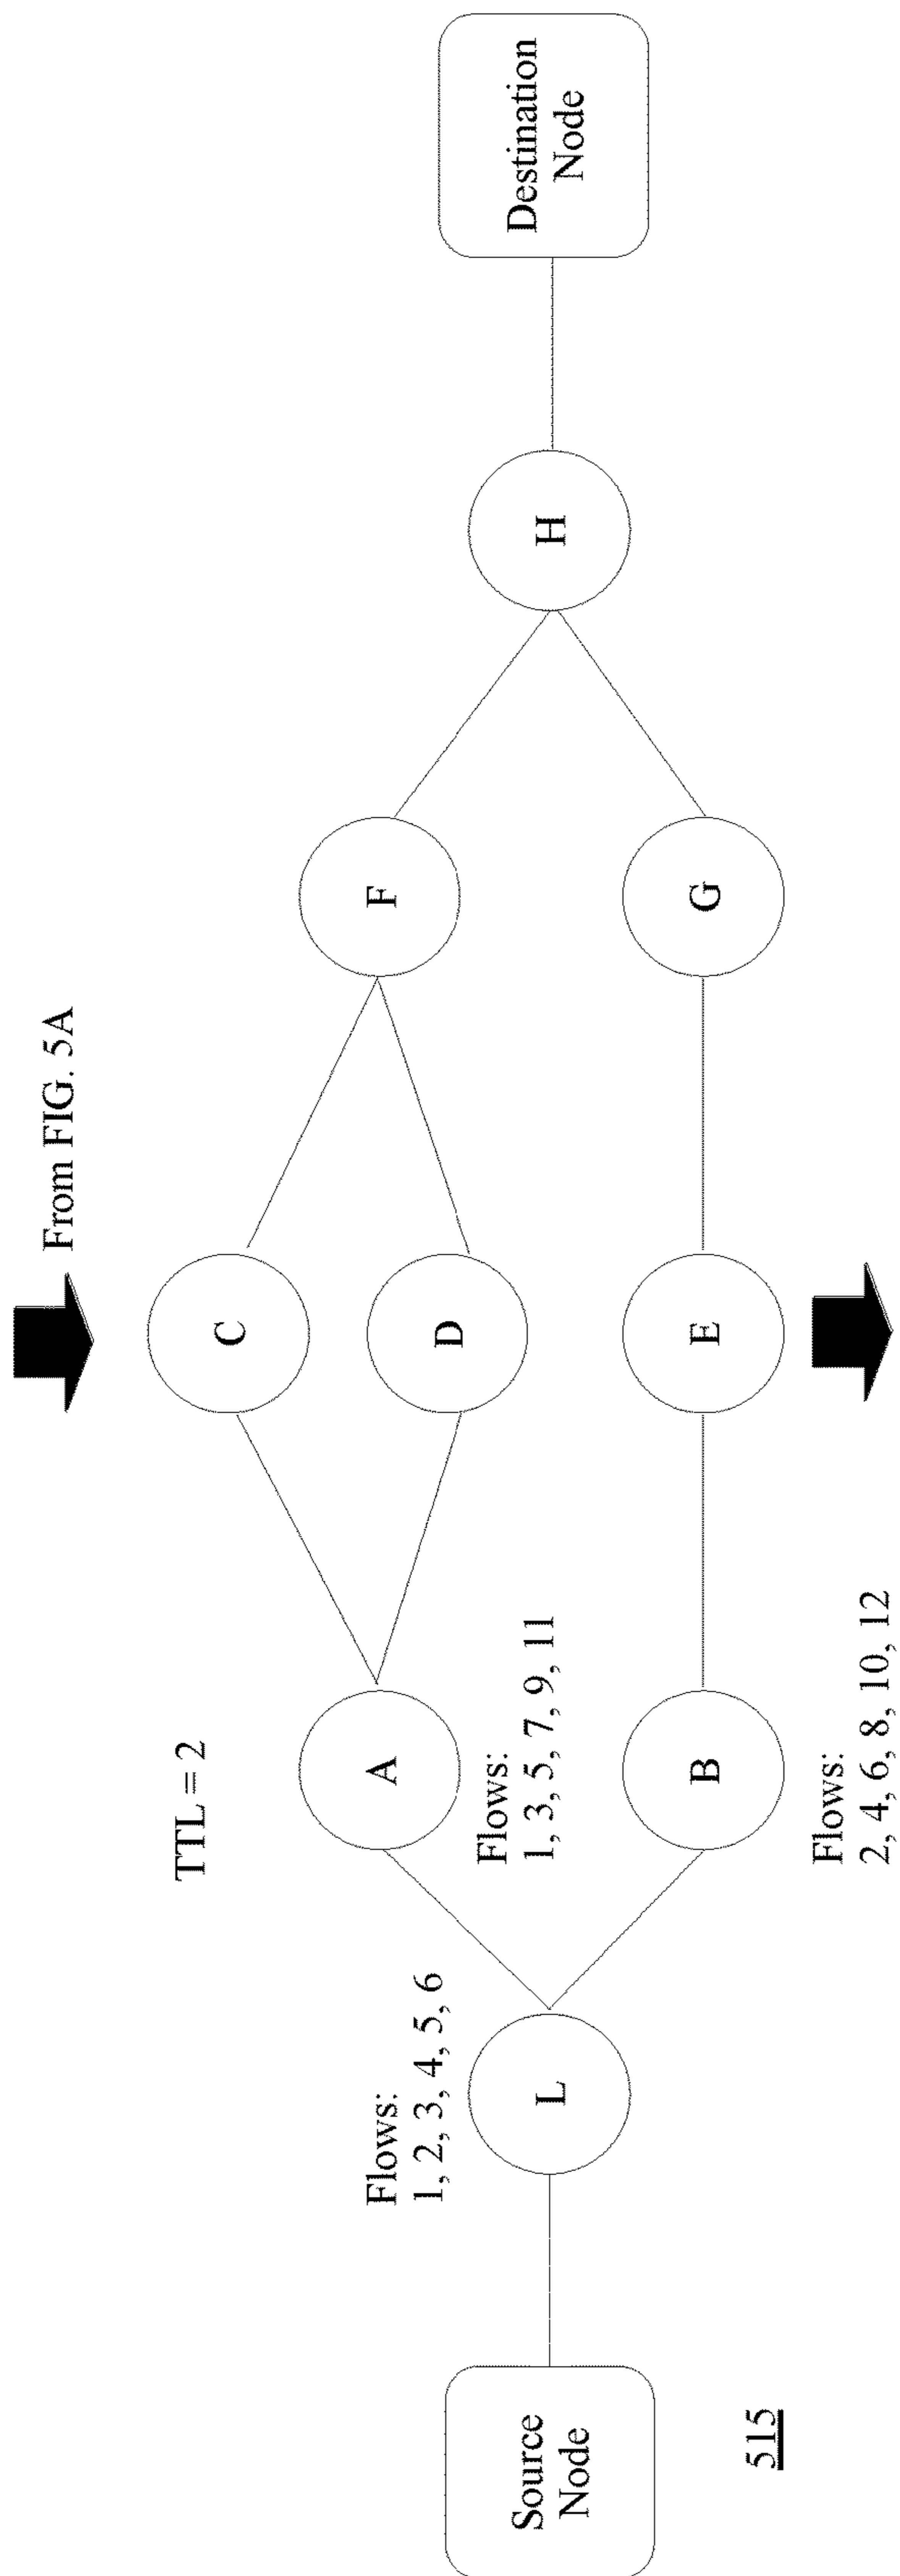 From FIG. 5A
TTL = 2
Source
Node
Flows:
1, 2, 3, 4, 5, 6
L
A
Flows:
1, 3, 5, 7, 9, 11
B
Flows:
2, 4, 6, 8, 10, 12
C
D
E
F
G
H
Destination
Node
515